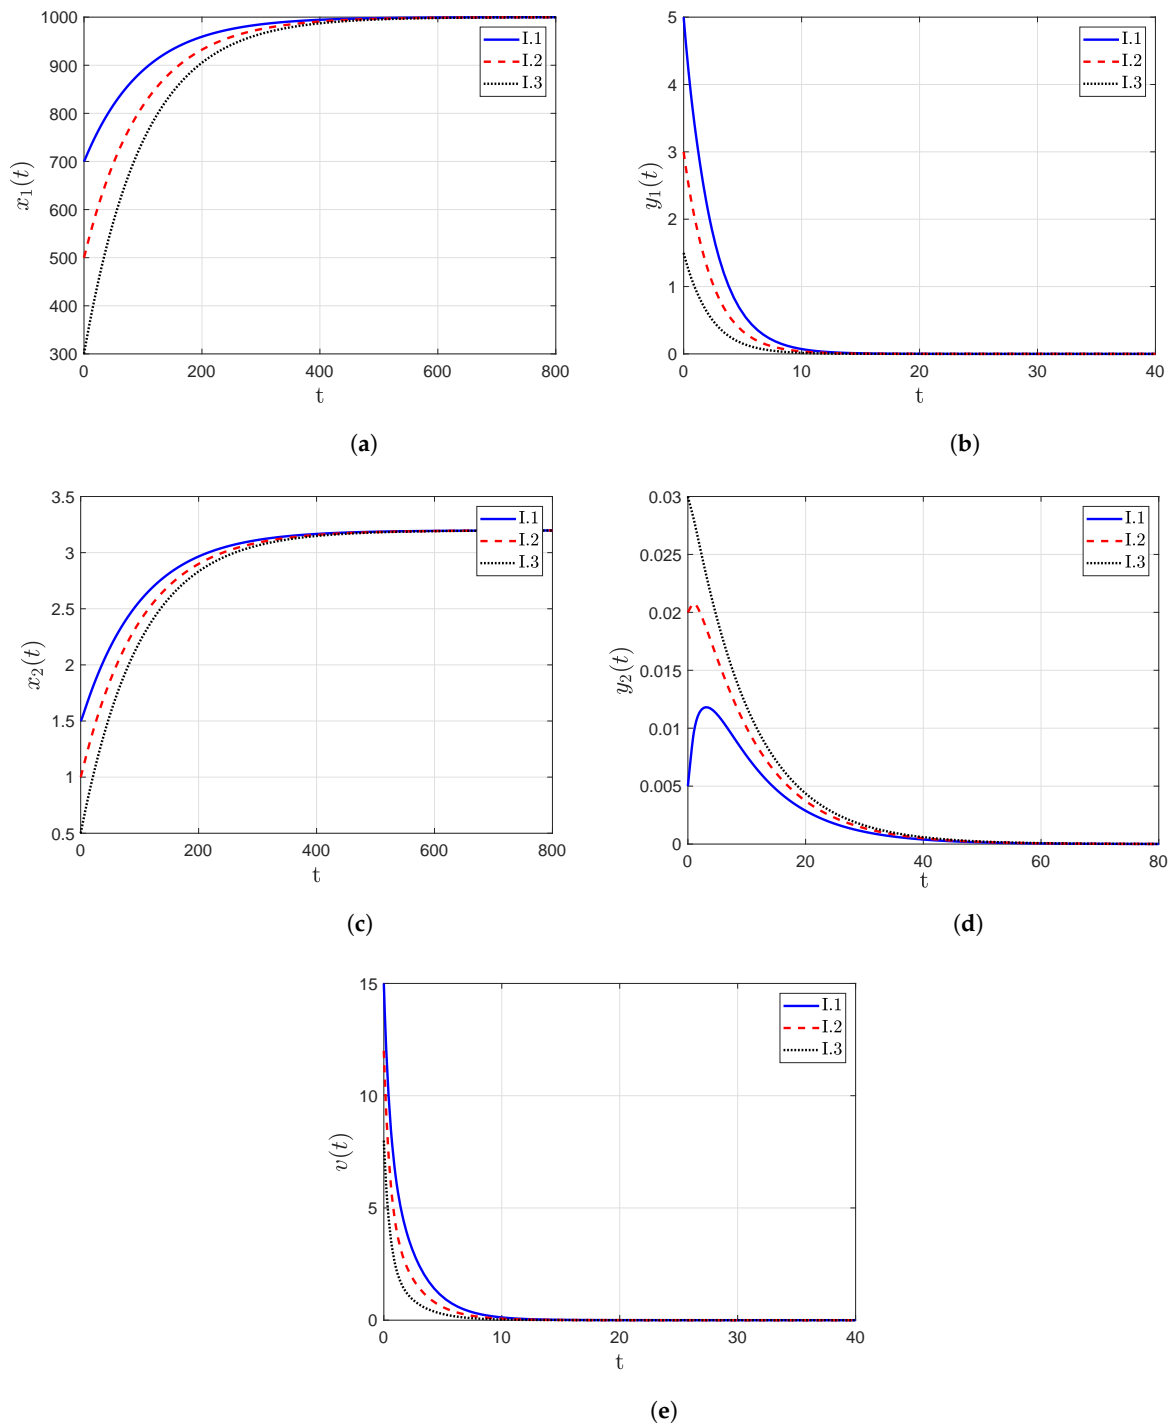 1000
900
800
700
600
500
400
300
x₁(t)
I.1
I.2
I.3
0 200 400 600 800
t
(a)
5
4
3
2
1
0
y₁(t)
I.1
I.2
I.3
0 10 20 30 40
t
(b)
3.5
3
2.5
2
1.5
1
0.5
x₂(t)
I.1
I.2
I.3
0 200 400 600 800
t
(c)
0.03
0.025
0.02
0.015
0.01
0.005
0
y₂(t)
I.1
I.2
I.3
0 20 40 60 80
t
(d)
15
10
5
0
v(t)
I.1
I.2
I.3
0 10 20 30 40
t
(e)